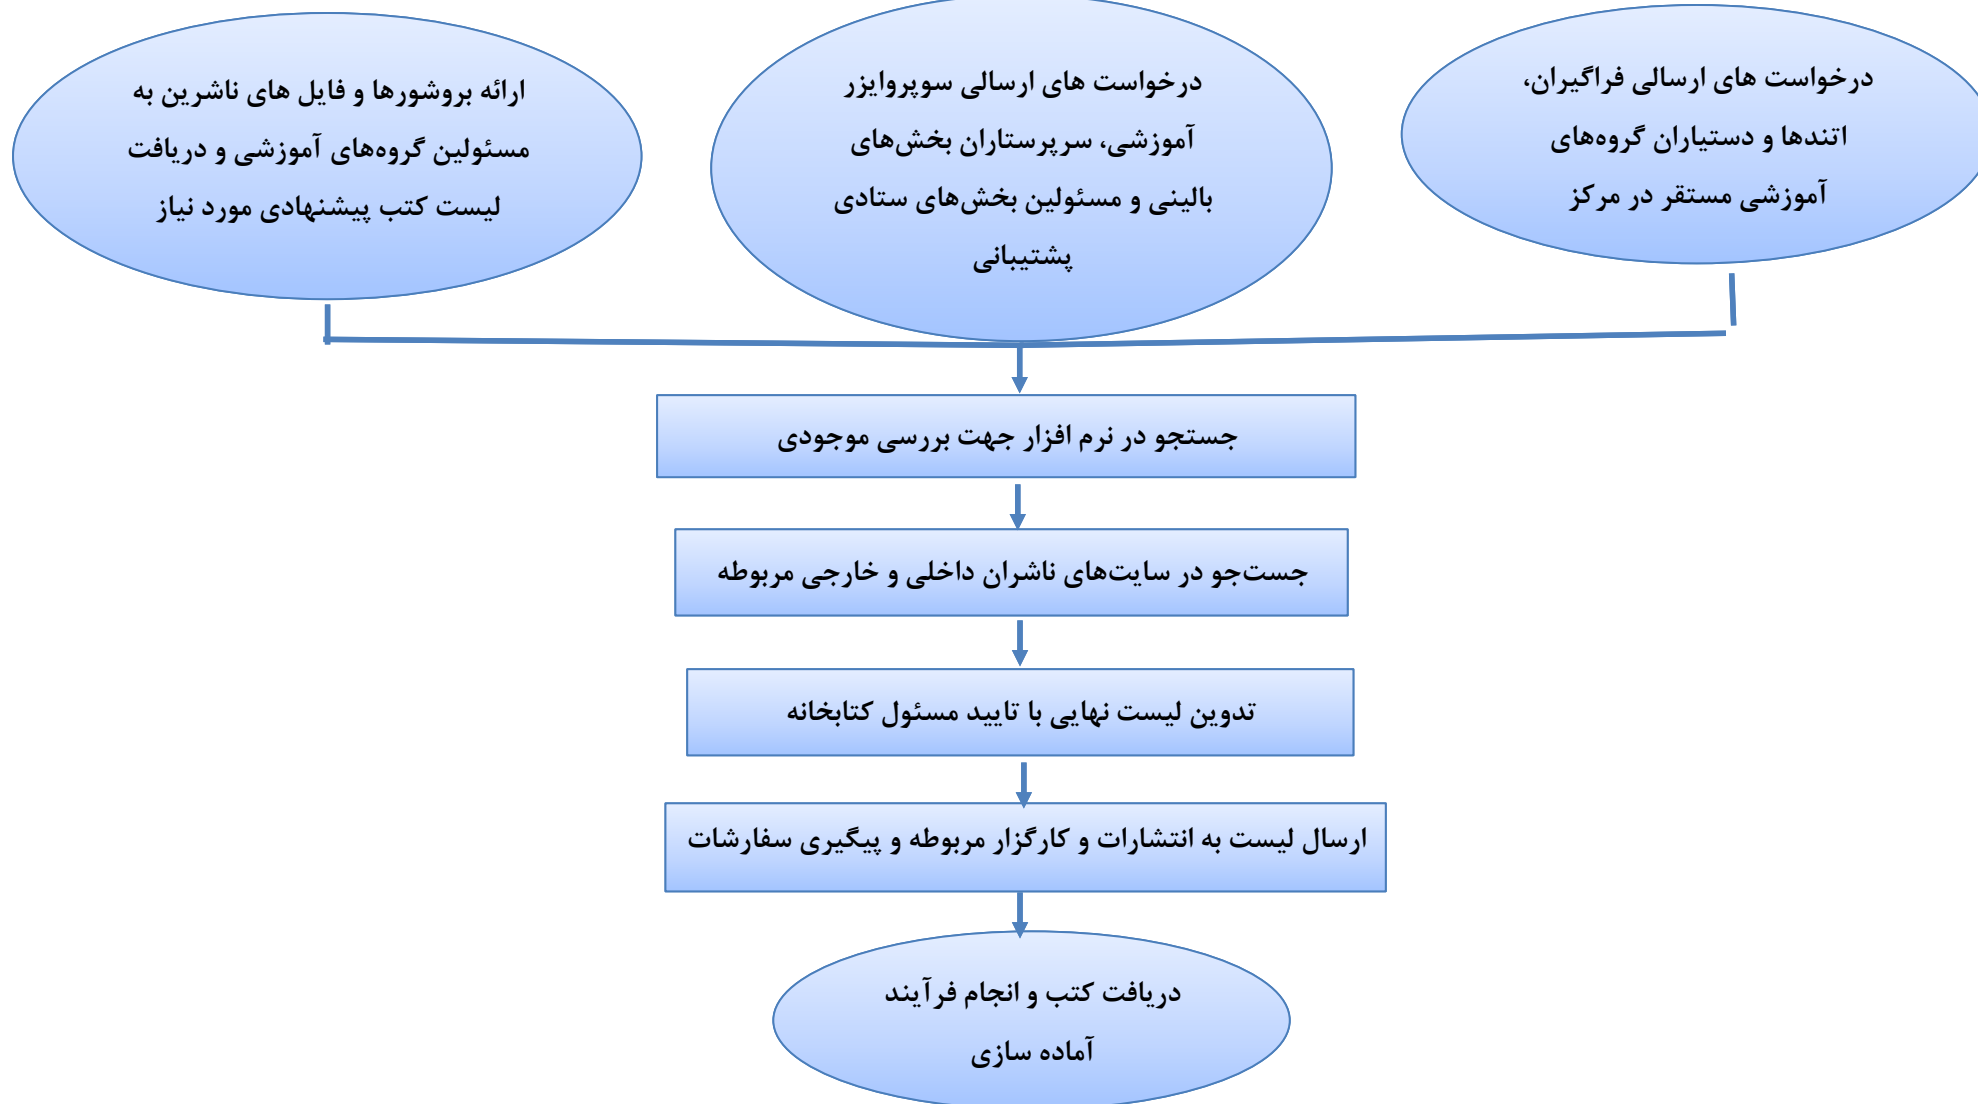 درخواست های ارسالی فراگیران،
اتندها و دستیاران گروه‌های
آموزشی مستقر در مرکز
درخواست های ارسالی سوپروایزر
آموزشی، سرپرستاران بخش‌های
بالینی و مسئولین بخش‌های ستادی
پشتیبانی
ارائه بروشورها و فایل های ناشرین به
مسئولین گروه‌های آموزشی و دریافت
لیست کتب پیشنهادی مورد نیاز
جستجو در نرم افزار جهت بررسی موجودی
جست‌جو در سایت‌های ناشران داخلی و خارجی مربوطه
تدوین لیست نهایی با تایید مسئول کتابخانه
ارسال لیست به انتشارات و کارگزار مربوطه و پیگیری سفارشات
دریافت کتب و انجام فرآیند
آماده سازی